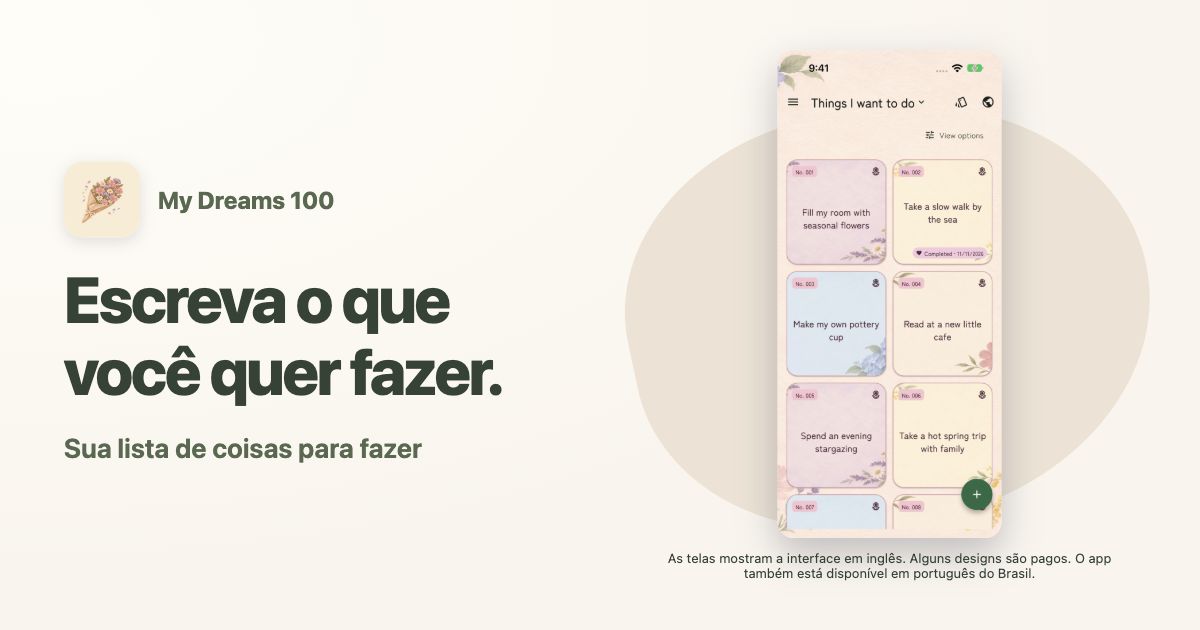 My Dreams 100
Escreva o que
você quer fazer.
Sua lista de coisas para fazer
9:41
Things I want to do
View options
No. 001
Fill my room with
seasonal flowers
No. 002
Take a slow walk by
the sea
Completed - 11/11/2026
No. 003
Make my own pottery
cup
No. 004
Read at a new little
cafe
No. 005
Spend an evening
stargazing
No. 006
Take a hot spring trip
with family
No. 007
No. 008
As telas mostram a interface em inglês. Alguns designs são pagos. O app
também está disponível em português do Brasil.